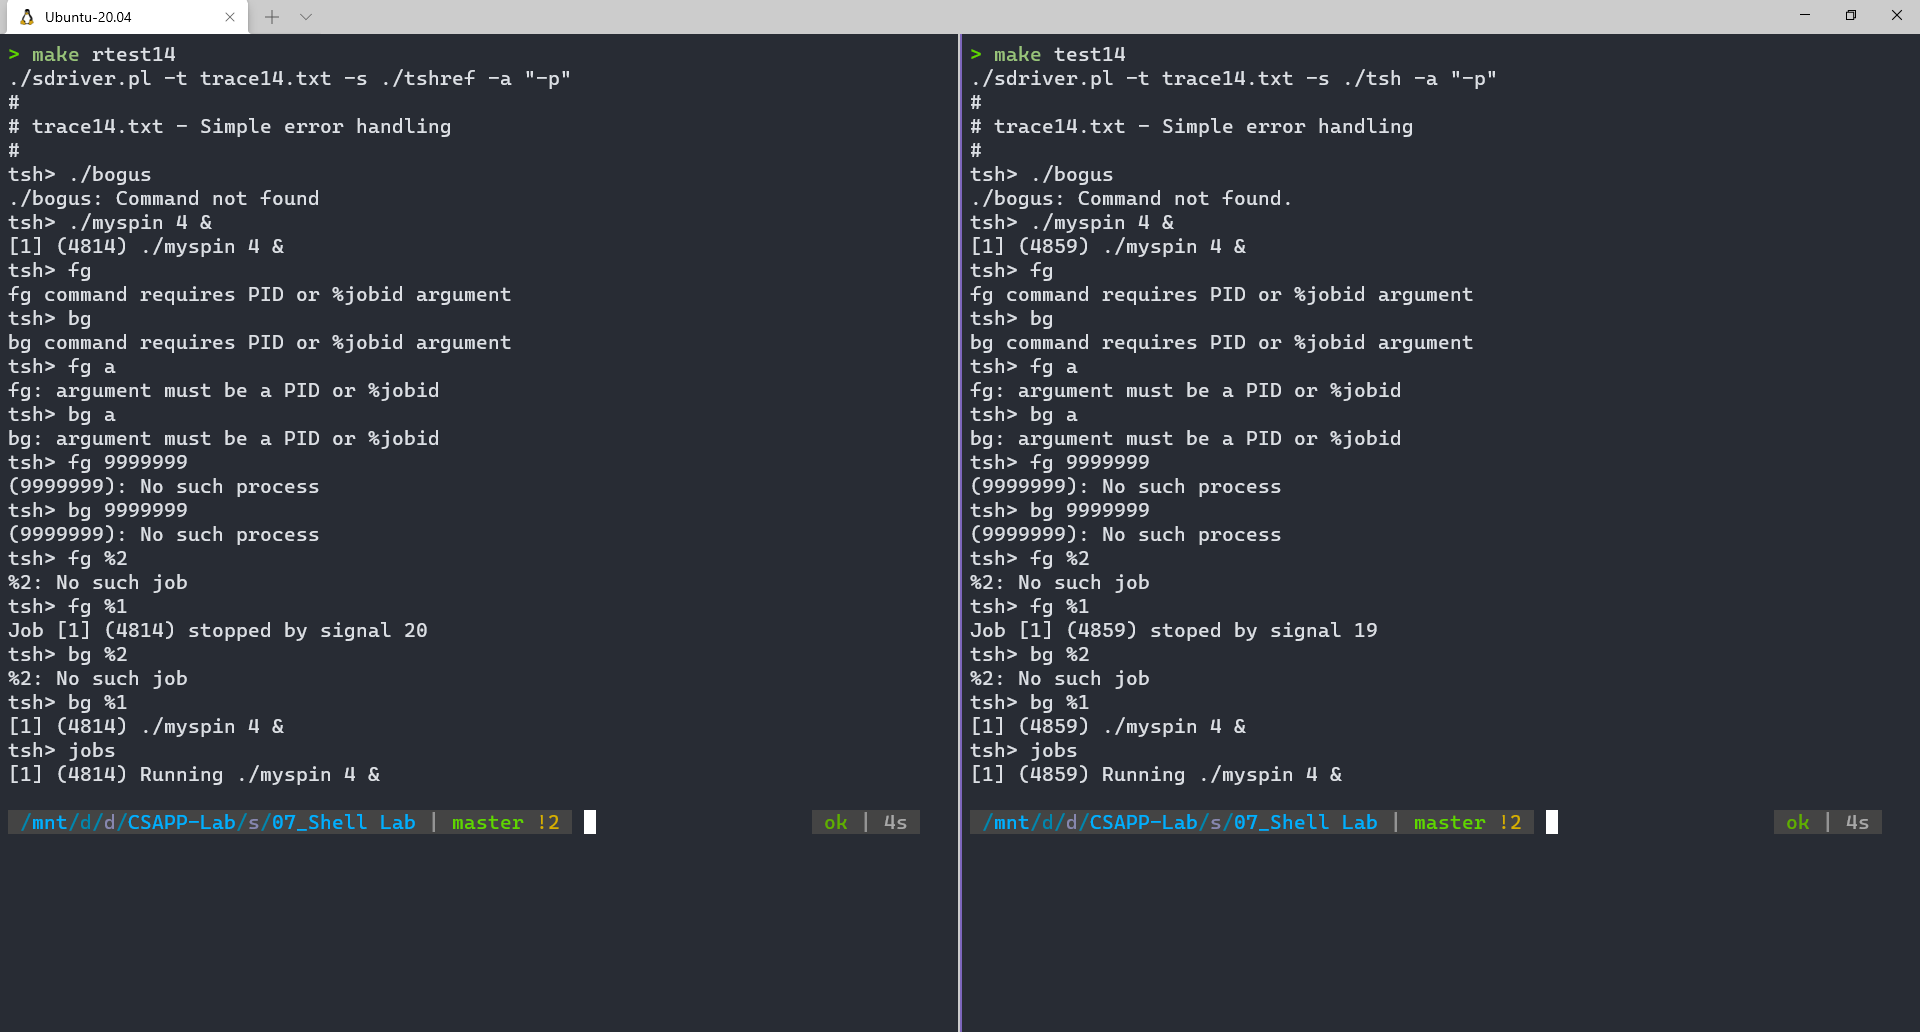 Ubuntu-20.04
> make rtest14
./sdriver.pl -t trace14.txt -s ./tshref -a "-p"
#
# trace14.txt - Simple error handling
#
tsh> ./bogus
./bogus: Command not found
tsh> ./myspin 4 &
[1] (4814) ./myspin 4 &
tsh> fg
fg command requires PID or %jobid argument
tsh> bg
bg command requires PID or %jobid argument
tsh> fg a
fg: argument must be a PID or %jobid
tsh> bg a
bg: argument must be a PID or %jobid
tsh> fg 9999999
(9999999): No such process
tsh> bg 9999999
(9999999): No such process
tsh> fg %2
%2: No such job
tsh> fg %1
Job [1] (4814) stopped by signal 20
tsh> bg %2
%2: No such job
tsh> bg %1
[1] (4814) ./myspin 4 &
tsh> jobs
[1] (4814) Running ./myspin 4 &
/mnt/d/d/CSAPP-Lab/s/07_Shell Lab | master !2 ok | 4s
> make test14
./sdriver.pl -t trace14.txt -s ./tsh -a "-p"
#
# trace14.txt - Simple error handling
#
tsh> ./bogus
./bogus: Command not found.
tsh> ./myspin 4 &
[1] (4859) ./myspin 4 &
tsh> fg
fg command requires PID or %jobid argument
tsh> bg
bg command requires PID or %jobid argument
tsh> fg a
fg: argument must be a PID or %jobid
tsh> bg a
bg: argument must be a PID or %jobid
tsh> fg 9999999
(9999999): No such process
tsh> bg 9999999
(9999999): No such process
tsh> fg %2
%2: No such job
tsh> fg %1
Job [1] (4859) stoped by signal 19
tsh> bg %2
%2: No such job
tsh> bg %1
[1] (4859) ./myspin 4 &
tsh> jobs
[1] (4859) Running ./myspin 4 &
/mnt/d/d/CSAPP-Lab/s/07_Shell Lab | master !2 ok | 4s